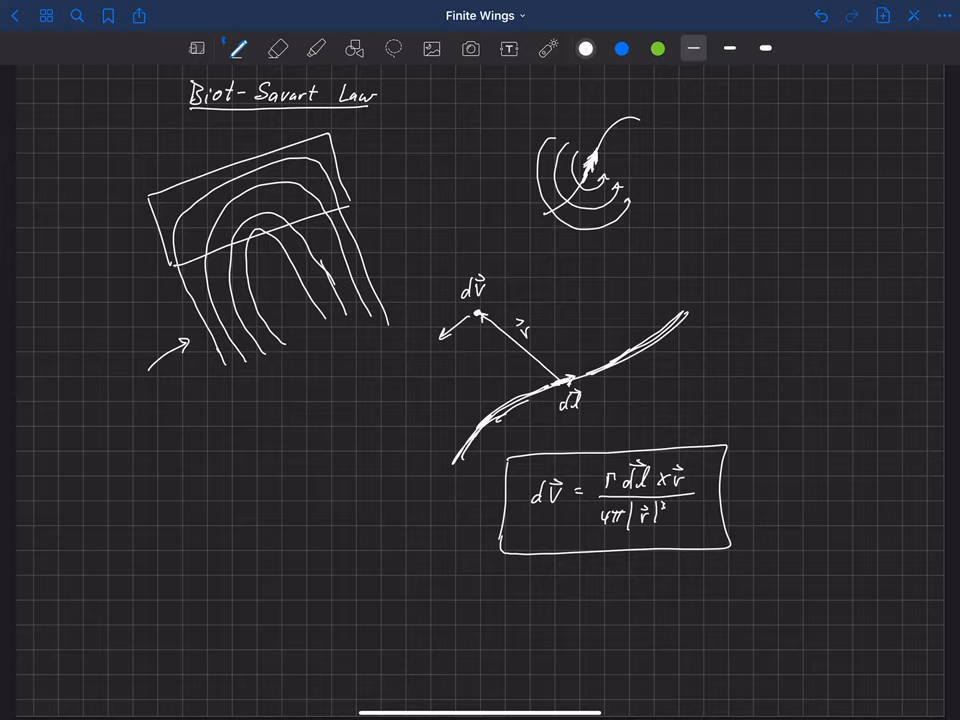 Finite Wings
Biot-Savart Law
dV⃗
r⃗
dl⃗
dV⃗ = Γ dl⃗ x r⃗ / 4π|r⃗|³